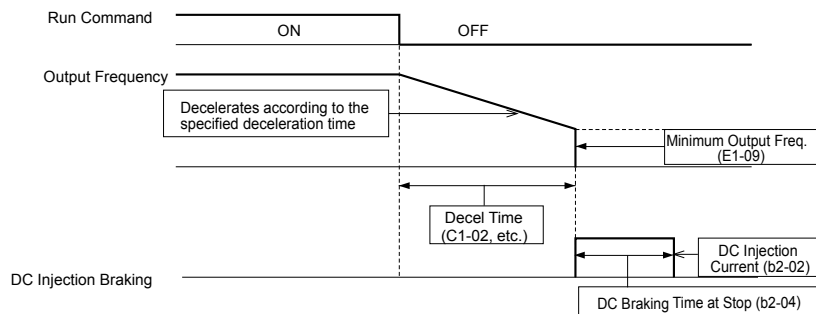 Run Command
ON
OFF
Output Frequency
Decelerates according to the
specified deceleration time
Minimum Output Freq.
(E1-09)
Decel Time
(C1-02, etc.)
DC Injection
Current (b2-02)
DC Injection Braking
DC Braking Time at Stop (b2-04)